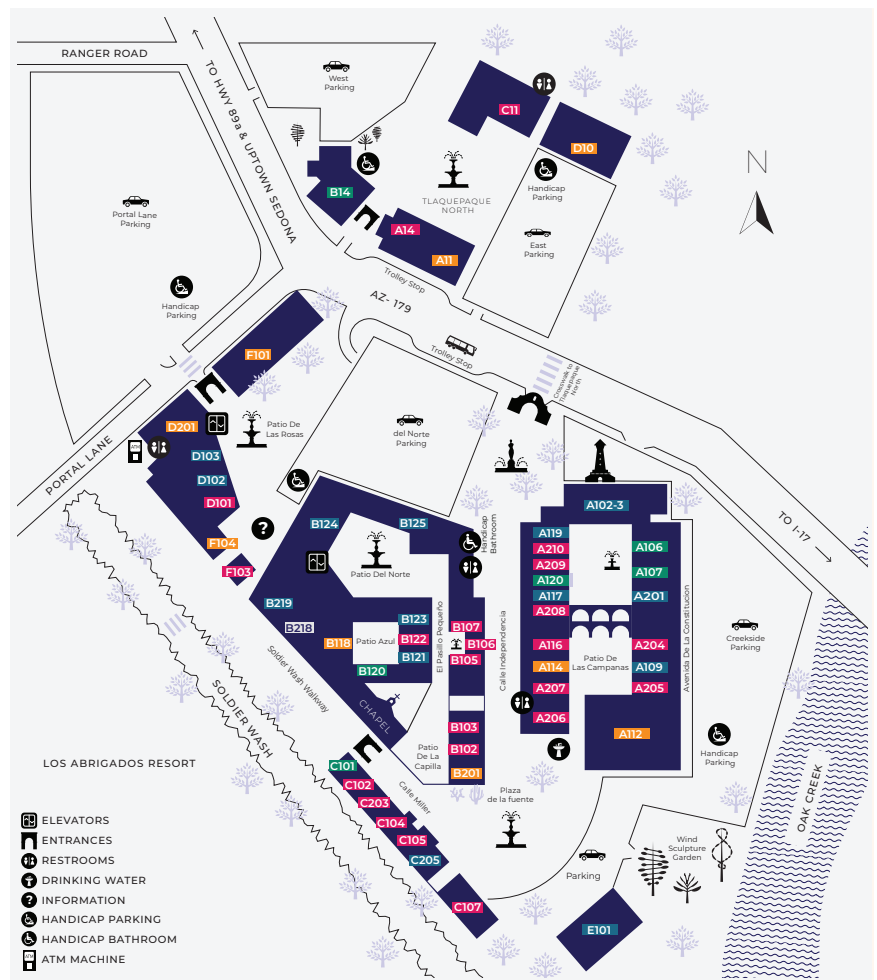 RANGER ROAD
TO HWY 89a & UPTOWN SEDONA
West
Parking
C11
D10
N
Portal Lane
Parking
B14
Handicap
Parking
TLAQUEPAQUE
NORTH
A14
A11
East
Parking
Trolley Stop
AZ- 179
Handicap
Parking
Trolley Stop
Crosswalk to
Tlaquepaque
North
F101
PORTAL LANE
D201
Patio De
Las Rosas
del Norte
Parking
ATM
D103
D102
D101
F104
F103
?
B124
B125
Handicap
Bathroom
Patio Del Norte
A102-3
TO I-17
A119
A210
A209
A120
A117
A208
A116
A114
A207
A206
A106
A107
A201
A204
A109
A205
A112
Patio De
Las Campanas
Avenida De La Constitucion
Calle Independencia
El Pasillo Pequeño
B219
B218
B118
Patio Azul
B123
B122
B121
B120
B107
B106
B105
B103
B102
B201
Soldier Wash Walkway
CHAPEL
Patio
De La
Capilla
Creekside
Parking
Handicap
Parking
SOLDIER WASH
LOS ABRIGADOS RESORT
C101
C102
C203
C104
C105
C205
C107
Calle Miller
Plaza
de la fuente
Parking
Wind
Sculpture
Garden
OAK CREEK
E101
ELEVATORS
ENTRANCES
RESTROOMS
DRINKING WATER
? INFORMATION
HANDICAP PARKING
HANDICAP BATHROOM
ATM ATM MACHINE